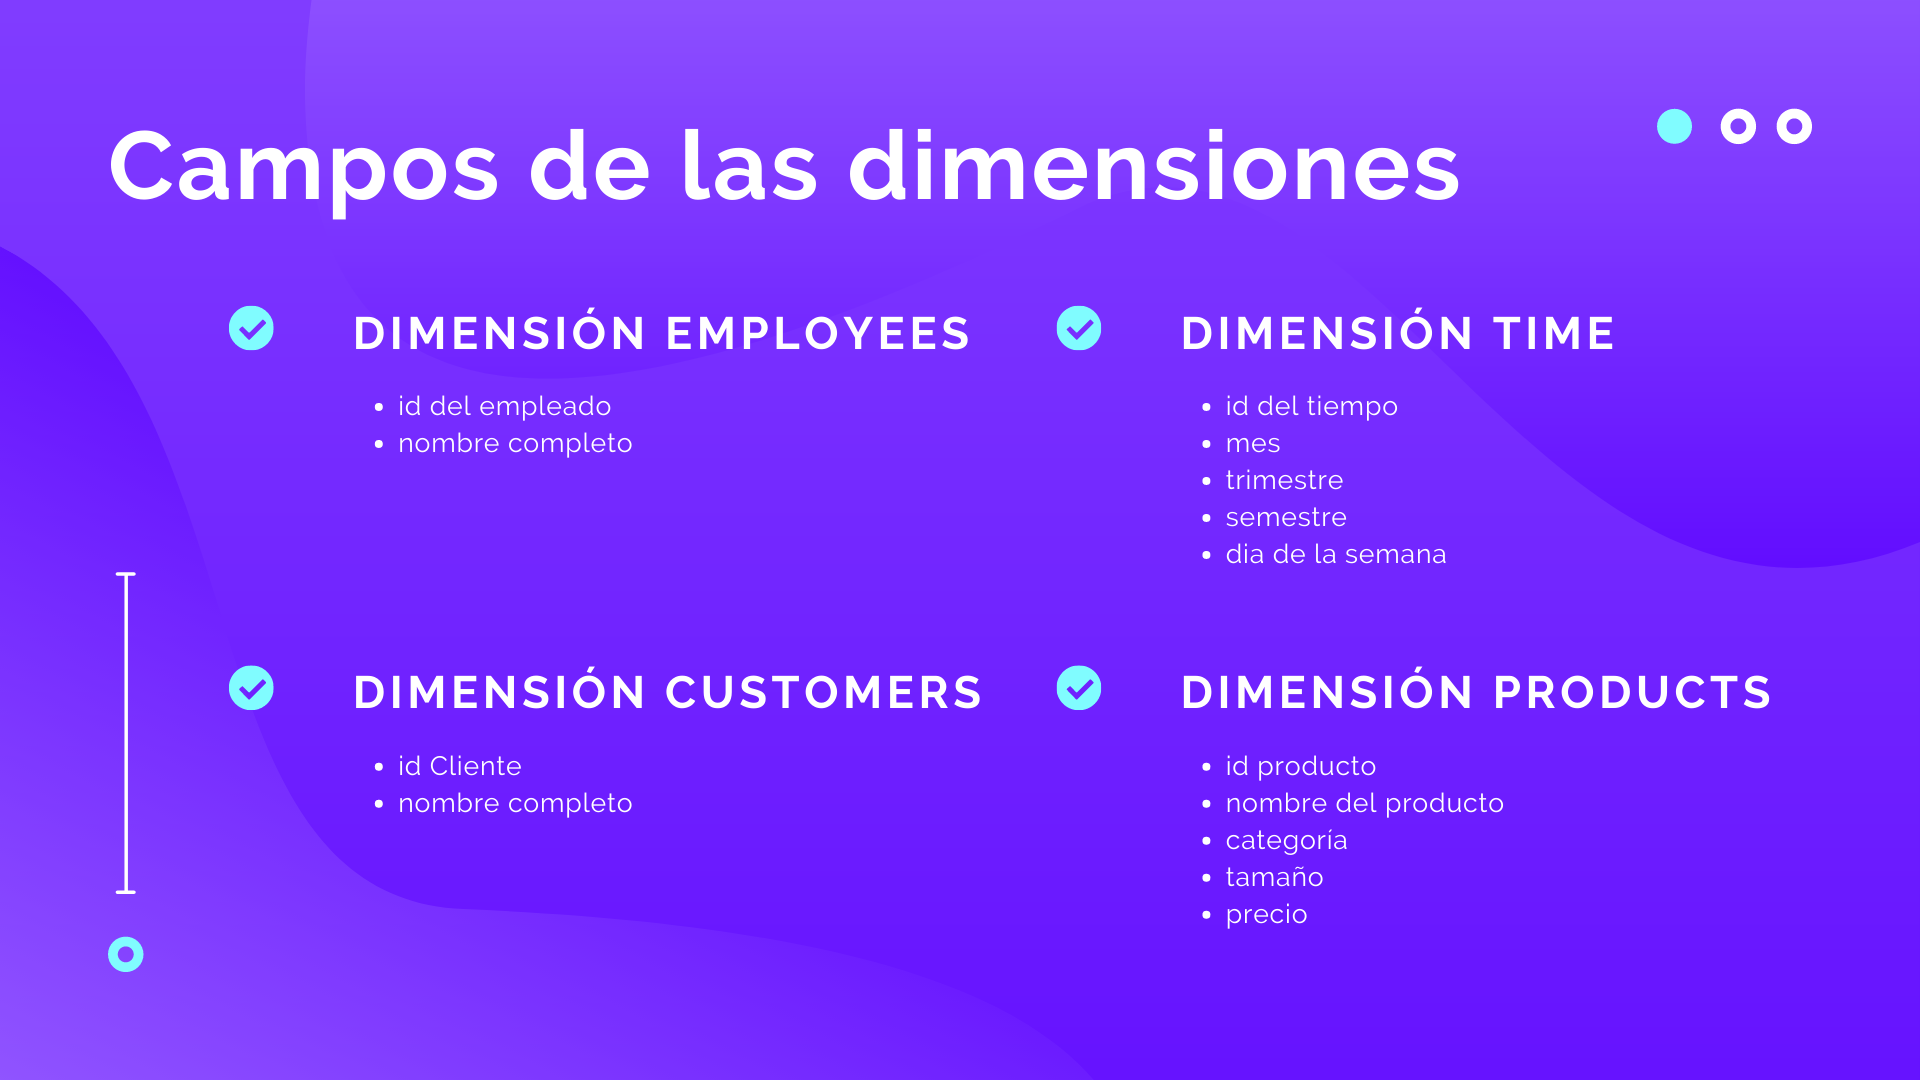 Campos de las dimensiones
DIMENSIÓN EMPLOYEES
id del empleado
nombre completo
DIMENSIÓN TIME
id del tiempo
mes
trimestre
semestre
dia de la semana
DIMENSIÓN CUSTOMERS
id Cliente
nombre completo
DIMENSIÓN PRODUCTS
id producto
nombre del producto
categoría
tamaño
precio